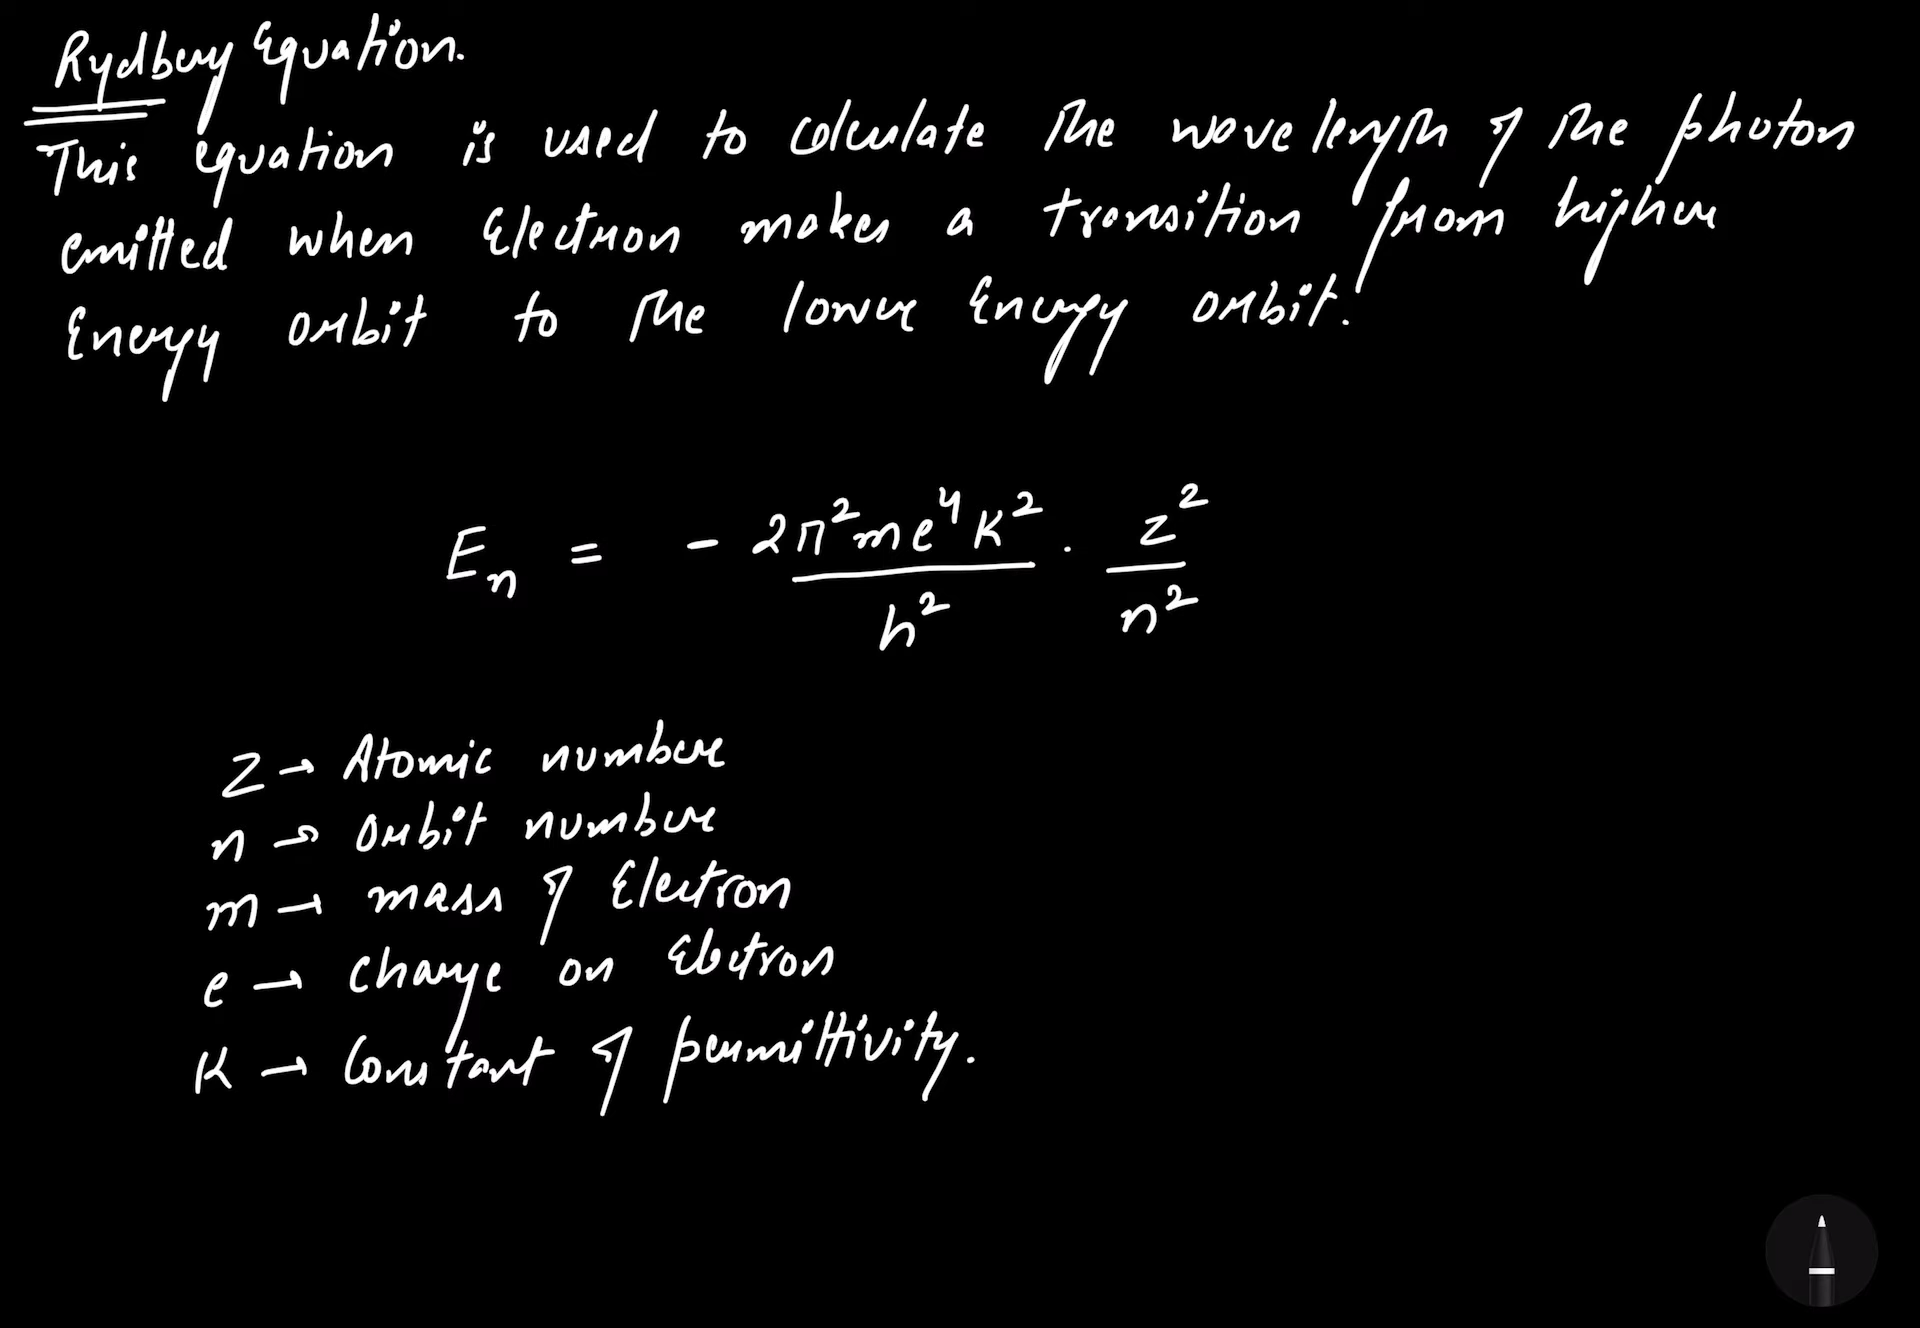 Rydberg Equation.
This equation is used to calculate the wavelength of the photon
emitted when Electron makes a transition from higher
Energy orbit to the lower Energy orbit.
E_n = - 2π²me⁴K²/h² . Z²/n²
Z → Atomic number
n → Orbit number
m → mass of Electron
e → charge on Electron
K → Constant of permittivity.